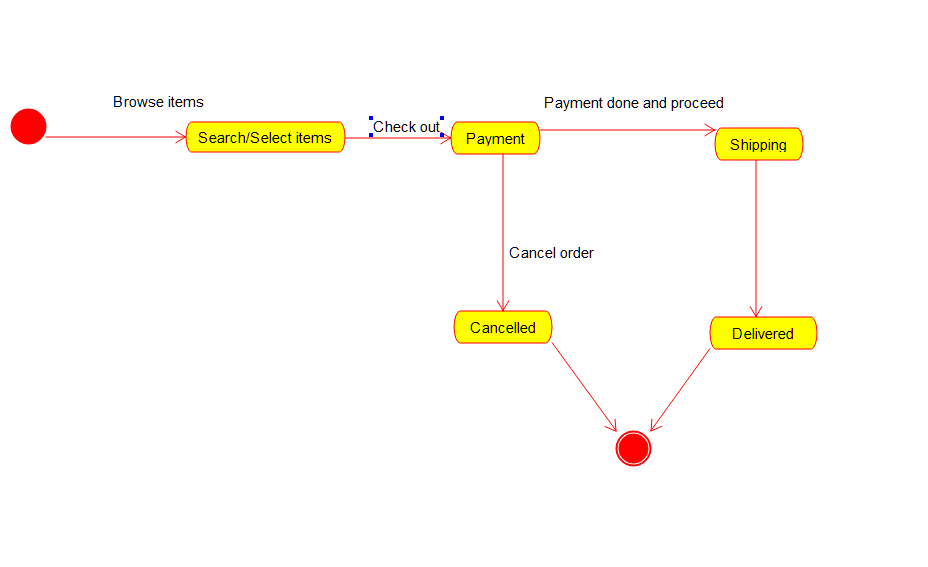 Browse items
Payment done and proceed
Check out
Search/Select items
Payment
Shipping
Cancel order
Cancelled
Delivered